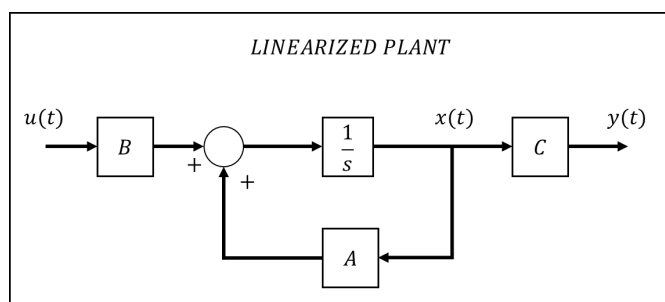 LINEARIZED PLANT
u(t)
B
+
+
1
s
x(t)
C
y(t)
A